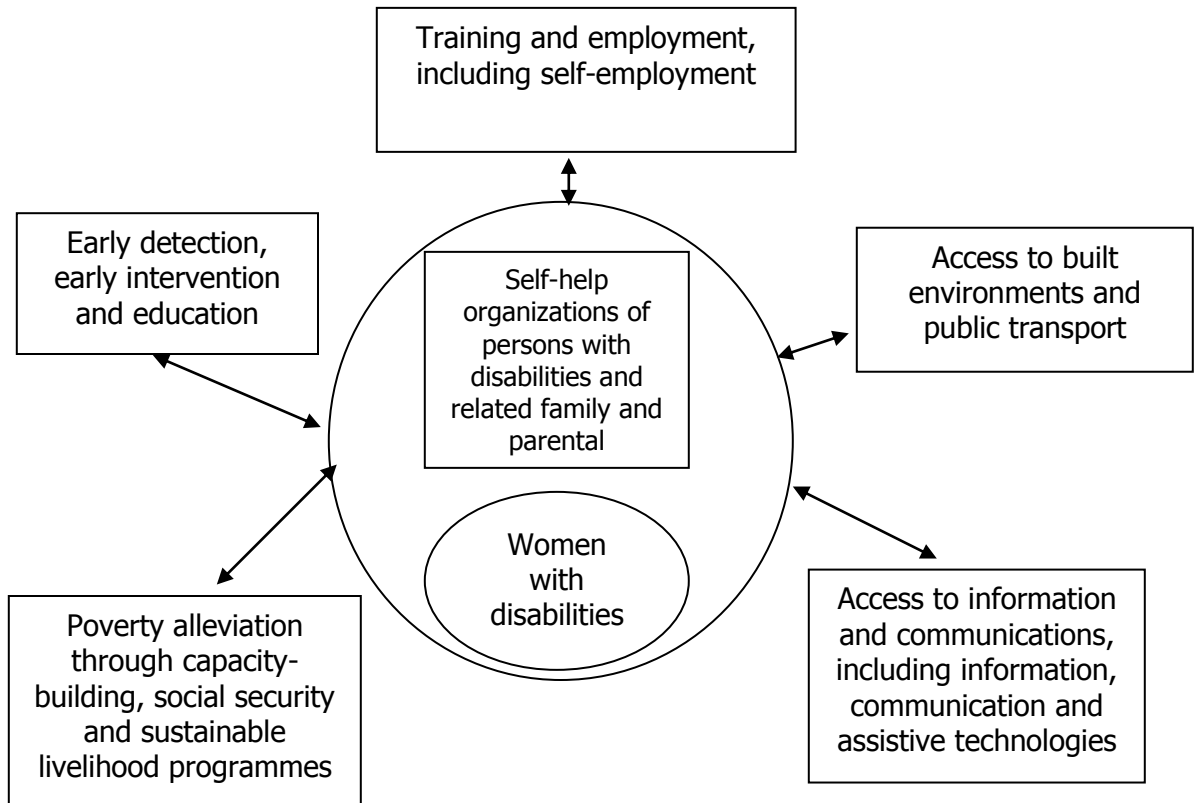 Training and employment,
including self-employment
Early detection,
early intervention
and education
Self-help
organizations of
persons with
disabilities and
related family and
parental
Access to built
environments and
public transport
Women
with
disabilities
Poverty alleviation
through capacity-
building, social security
and sustainable
livelihood programmes
Access to information
and communications,
including information,
communication and
assistive technologies